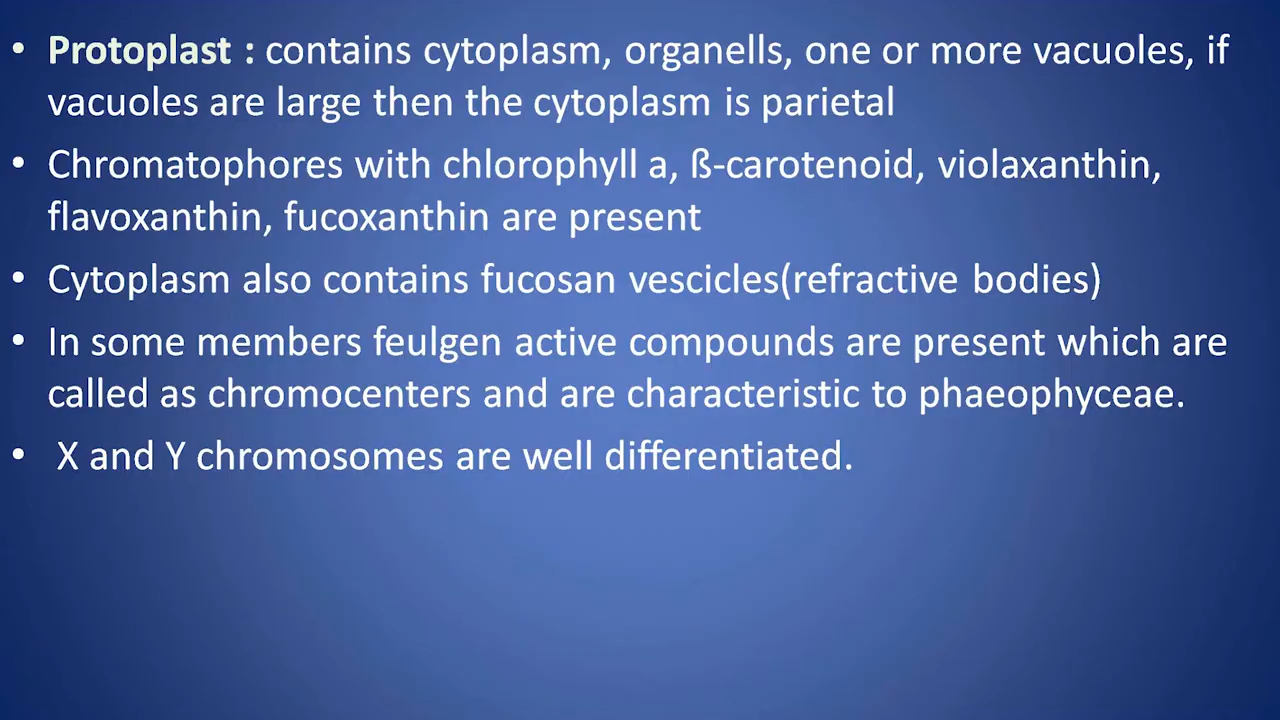 • Protoplast : contains cytoplasm, organells, one or more vacuoles, if
vacuoles are large then the cytoplasm is parietal
• Chromatophores with chlorophyll a, ß-carotenoid, violaxanthin,
flavoxanthin, fucoxanthin are present
• Cytoplasm also contains fucosan vescicles(refractive bodies)
• In some members feulgen active compounds are present which are
called as chromocenters and are characteristic to phaeophyceae.
• X and Y chromosomes are well differentiated.